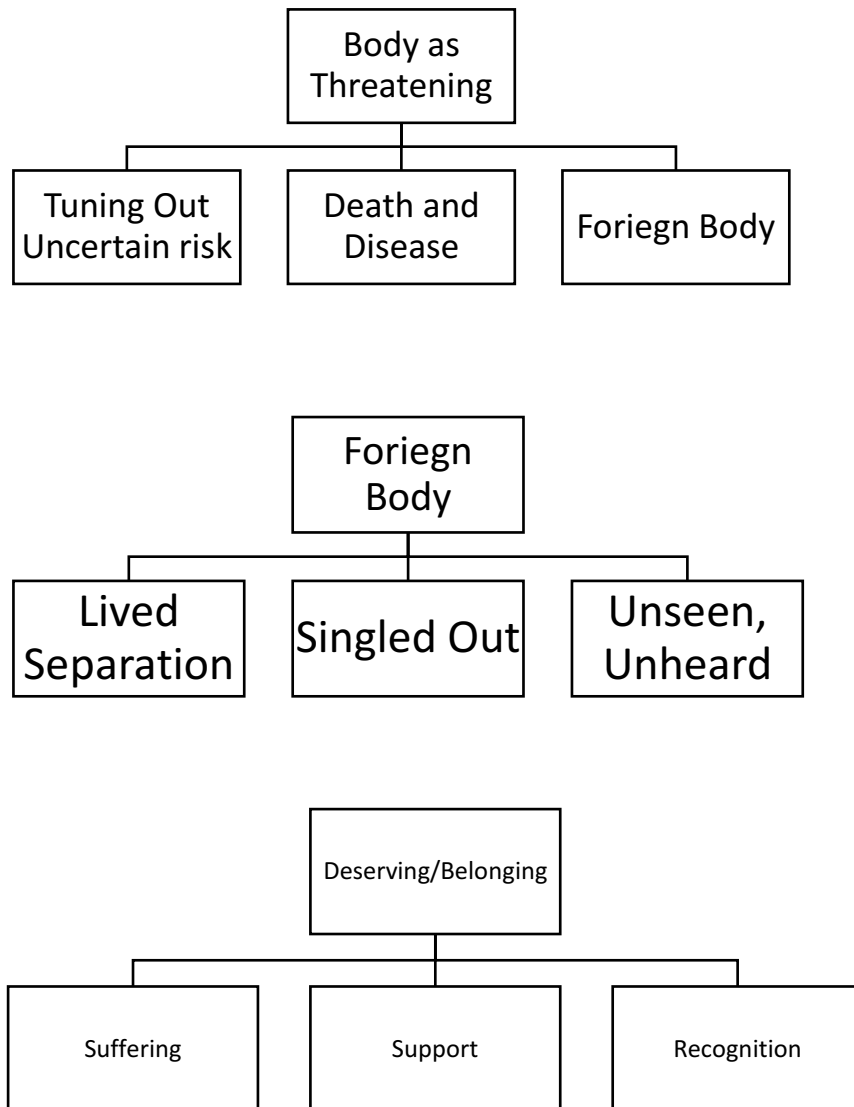 Body as
Threatening
Tuning Out
Uncertain risk
Death and
Disease
Foriegn Body
Foriegn
Body
Lived
Separation
Singled Out
Unseen,
Unheard
Deserving/Belonging
Suffering
Support
Recognition